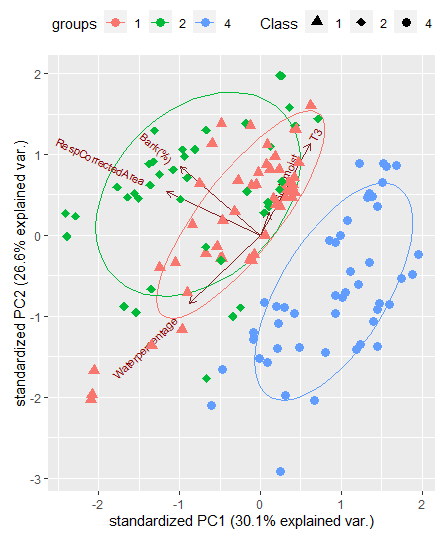 groups 1 2 4 Class 1 2 4
2
1
0
-1
-2
-3
standardized PC2 (26.6% explained var.)
Bark(%)
RespCorrectedArea
T3
Waterpercentage
-2 -1 0 1 2
standardized PC1 (30.1% explained var.)